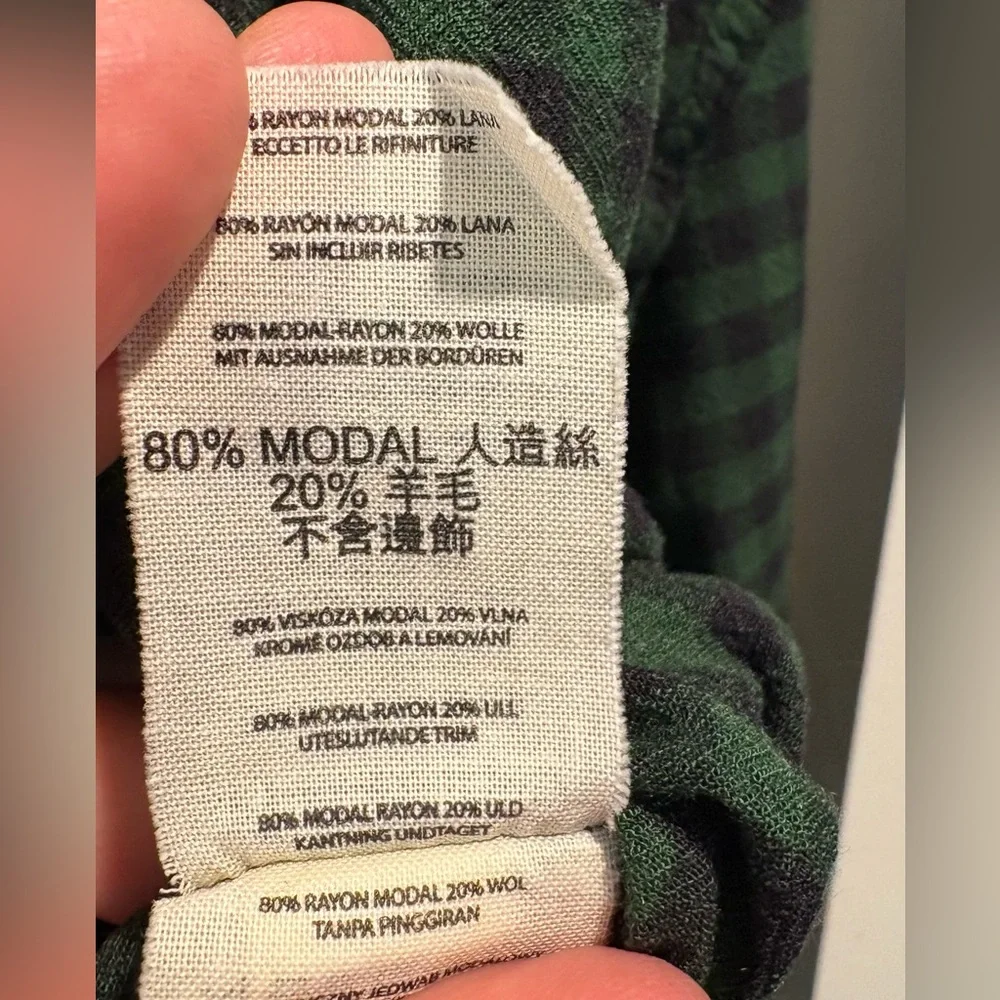 % RAYON MODAL 20% LANA
ECCETTO LE RIFINITURE
80% RAYON MODAL 20% LANA
SIN INCLUIR RIBETES
80% MODAL-RAYON 20% WOLLE
MIT AUSNAHME DER BORDÜREN
80% MODAL 人造絲
20% 羊毛
不含邊飾
80% VISKÓZA MODAL 20% VLNA
KROMĚ OZDOB A LEMOVÁNÍ
80% MODAL-RAYON 20% ULL
UTESLUTANDE TRIM
80% MODAL RAYON 20% ULD
KANTNING UNDTAGET
80% RAYON MODAL 20% WOL
TANPA PINGGIRAN
JEDWAB